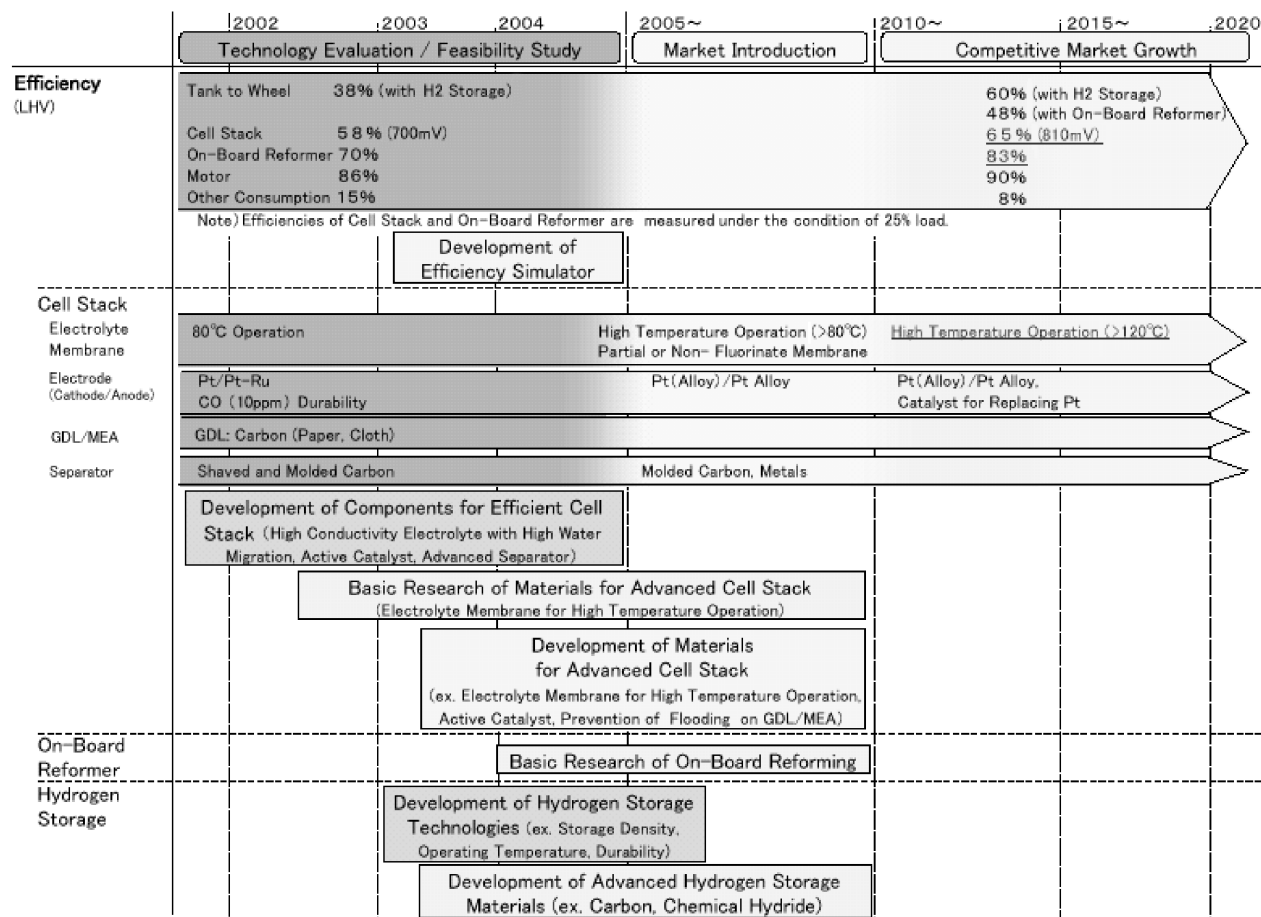 2002 2003 2004 2005~ 2010~ 2015~ 2020
Technology Evaluation / Feasibility Study Market Introduction Competitive Market Growth
Efficiency
(LHV)
Tank to Wheel 38% (with H2 Storage) 60% (with H2 Storage)
48% (with On-Board Reformer)
Cell Stack 58% (700mV) 65% (810mV)
On-Board Reformer 70% 83%
Motor 86% 90%
Other Consumption 15% 8%
Note) Efficiencies of Cell Stack and On-Board Reformer are measured under the condition of 25% load.
Development of
Efficiency Simulator
Cell Stack
Electrolyte
Membrane
80℃ Operation High Temperature Operation (>80℃) High Temperature Operation (>120℃)
Partial or Non- Fluorinate Membrane
Electrode
(Cathode/Anode)
Pt/Pt-Ru Pt(Alloy)/Pt Alloy Pt(Alloy)/Pt Alloy,
CO (10ppm) Durability Catalyst for Replacing Pt
GDL/MEA GDL: Carbon (Paper, Cloth)
Separator Shaved and Molded Carbon Molded Carbon, Metals
Development of Components for Efficient Cell
Stack (High Conductivity Electrolyte with High Water
Migration, Active Catalyst, Advanced Separator)
Basic Research of Materials for Advanced Cell Stack
(Electrolyte Membrane for High Temperature Operation)
Development of Materials
for Advanced Cell Stack
(ex. Electrolyte Membrane for High Temperature Operation,
Active Catalyst, Prevention of Flooding on GDL/MEA)
On-Board
Reformer
Basic Research of On-Board Reforming
Hydrogen
Storage
Development of Hydrogen Storage
Technologies (ex. Storage Density,
Operating Temperature, Durability)
Development of Advanced Hydrogen Storage
Materials (ex. Carbon, Chemical Hydride)